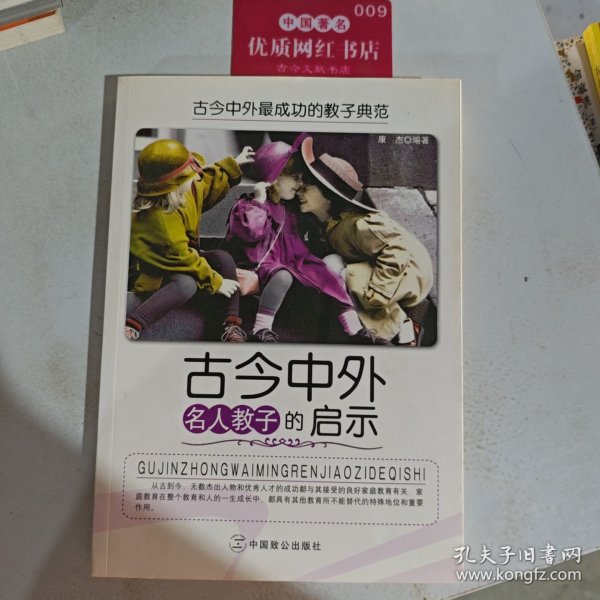 009
中国著名
优质网红书店
古今文献书店
古今中外最成功的教子典范
康 杰◎编著
古今中外
名人教子的启示
GUJINZHONGWAIMINGRENJIAOZIDEQISHI
从古到今，无数杰出人物和优秀人才的成功都与其接受的良好家庭教育有关，家
庭教育在整个教育和人的一生成长中，都具有其他教育所不能替代的特殊地位和重要
作用。
中国致公出版社
孔夫子旧书网
www.kongfz.com